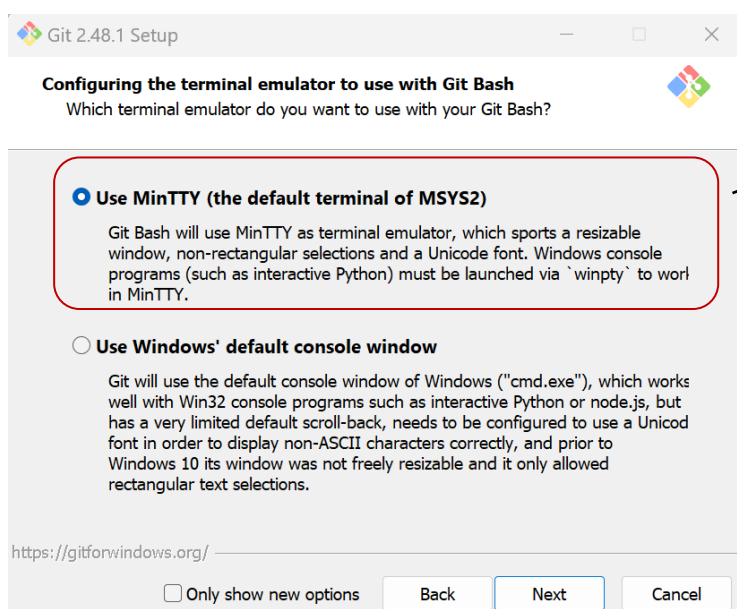 Git 2.48.1 Setup
Configuring the terminal emulator to use with Git Bash
Which terminal emulator do you want to use with your Git Bash?
Use MinTTY (the default terminal of MSYS2)
Git Bash will use MinTTY as terminal emulator, which sports a resizable
window, non-rectangular selections and a Unicode font. Windows console
programs (such as interactive Python) must be launched via `winpty` to work
in MinTTY.
Use Windows' default console window
Git will use the default console window of Windows ("cmd.exe"), which works
well with Win32 console programs such as interactive Python or node.js, but
has a very limited default scroll-back, needs to be configured to use a Unicod
font in order to display non-ASCII characters correctly, and prior to
Windows 10 its window was not freely resizable and it only allowed
rectangular text selections.
https://gitforwindows.org/
Only show new options Back Next Cancel